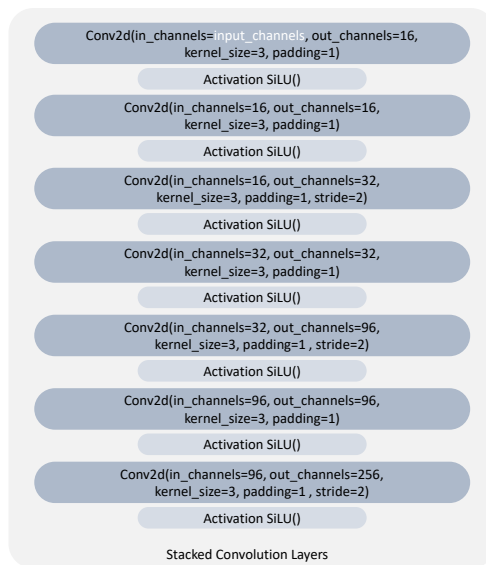 Conv2d(in_channels=input_channels, out_channels=16,
kernel_size=3, padding=1)
Activation SiLU()
Conv2d(in_channels=16, out_channels=16,
kernel_size=3, padding=1)
Activation SiLU()
Conv2d(in_channels=16, out_channels=32,
kernel_size=3, padding=1, stride=2)
Activation SiLU()
Conv2d(in_channels=32, out_channels=32,
kernel_size=3, padding=1)
Activation SiLU()
Conv2d(in_channels=32, out_channels=96,
kernel_size=3, padding=1 , stride=2)
Activation SiLU()
Conv2d(in_channels=96, out_channels=96,
kernel_size=3, padding=1)
Activation SiLU()
Conv2d(in_channels=96, out_channels=256,
kernel_size=3, padding=1 , stride=2)
Activation SiLU()
Stacked Convolution Layers